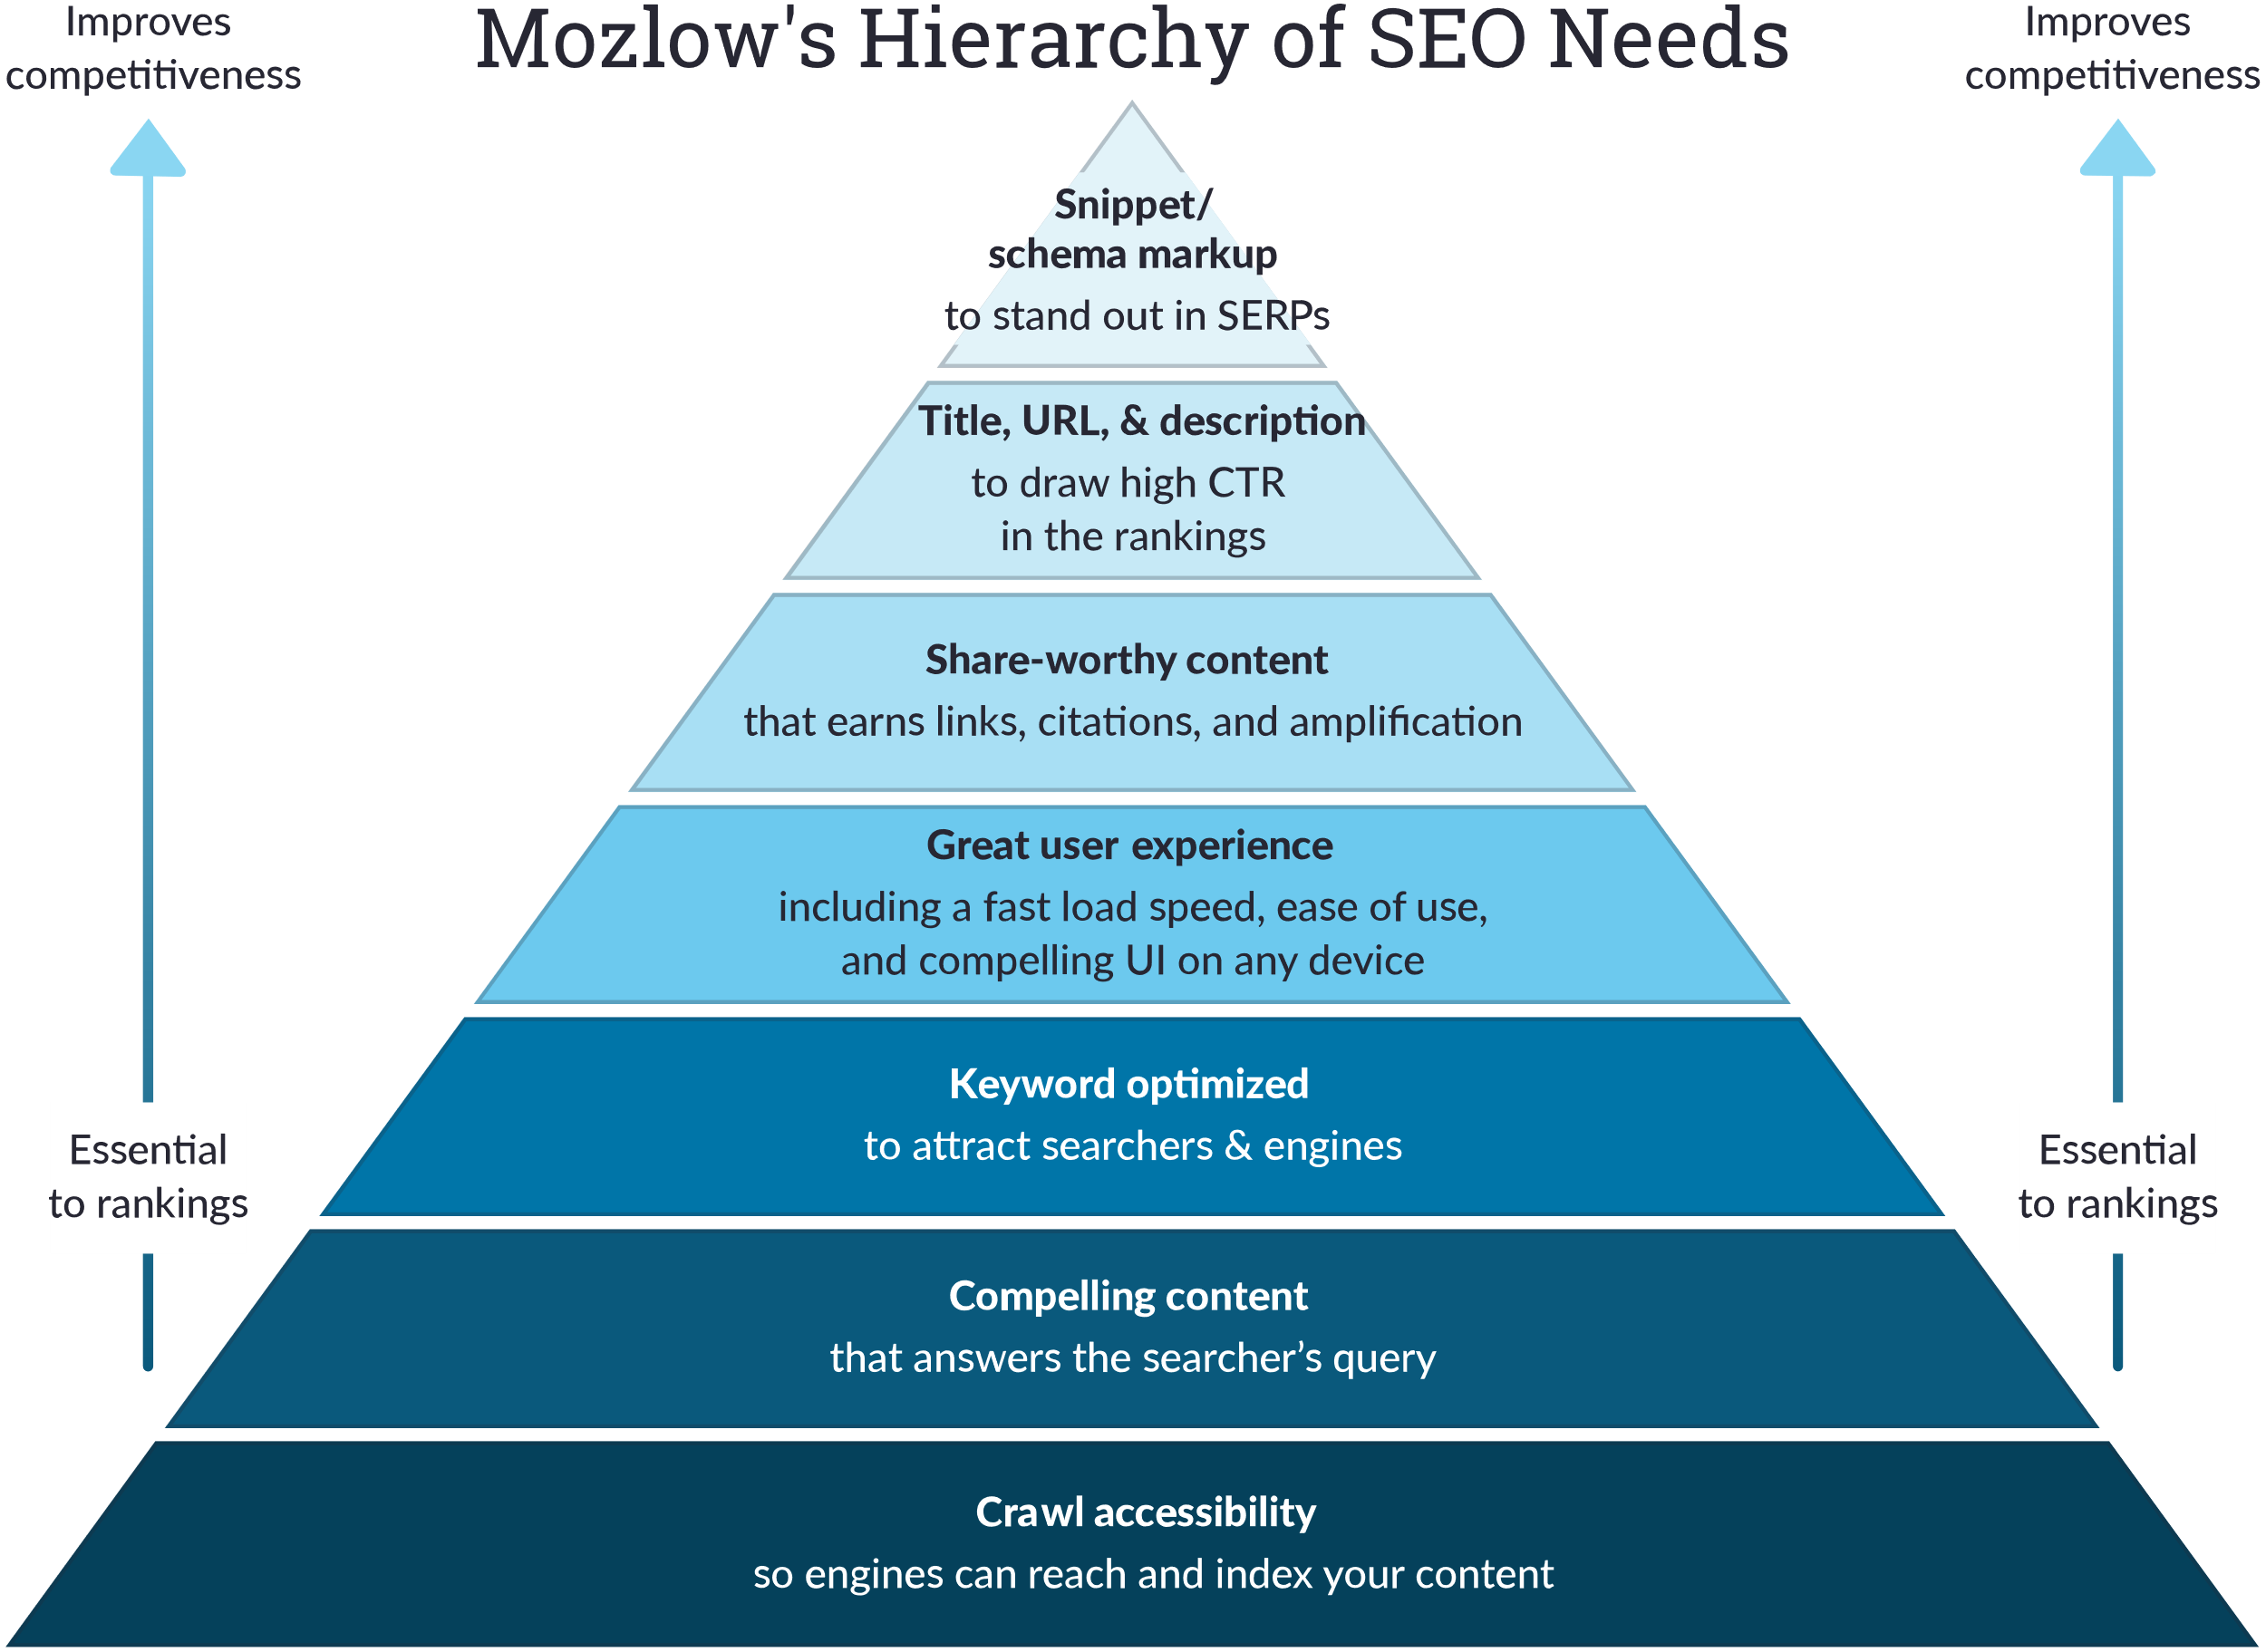 Mozlow's Hierarchy of SEO Needs
Improves
competitiveness
Improves
competitiveness
Snippet/
schema markup
to stand out in SERPs
Title, URL, & description
to draw high CTR
in the rankings
Share-worthy content
that earns links, citations, and amplification
Great user experience
including a fast load speed, ease of use,
and compelling UI on any device
Keyword optimized
to attract searchers & engines
Essential
to rankings
Essential
to rankings
Compelling content
that answers the searcher’s query
Crawl accessibility
so engines can reach and index your content